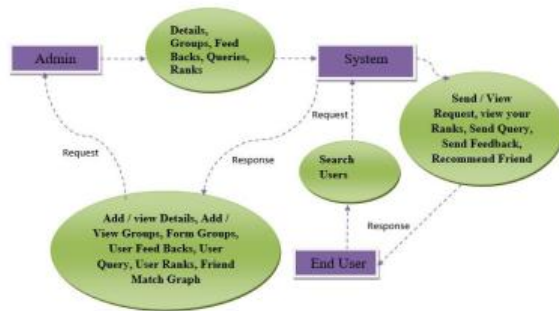 Admin
Details,
Groups, Feed
Backs, Queries,
Ranks
System
Send / View
Request, view your
Ranks, Send Query,
Send Feedback,
Recommend Friend
Request
Request
Response
Search
Users
Add / view Details, Add /
View Groups, Form Groups,
User Feed Backs, User
Query, User Ranks, Friend
Match Graph
Response
End User